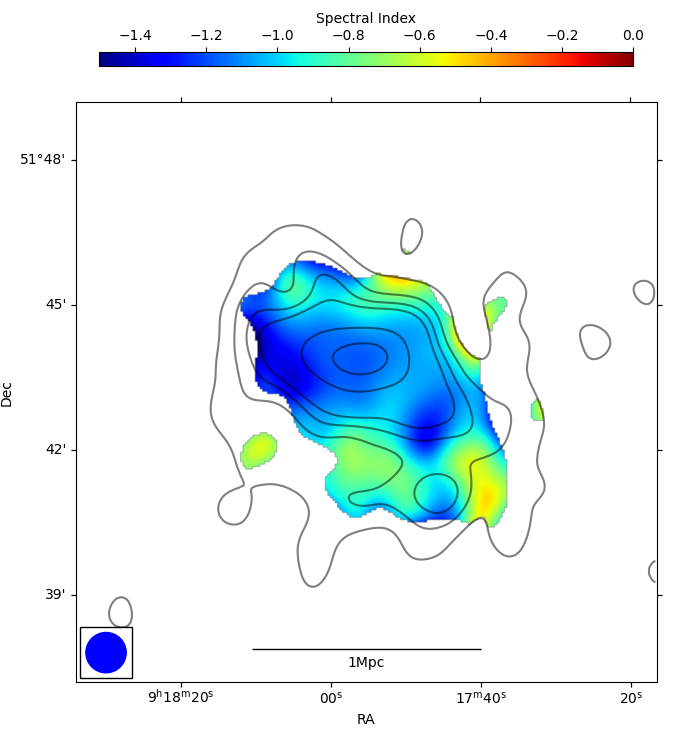 Spectral Index
−1.4 −1.2 −1.0 −0.8 −0.6 −0.4 −0.2 0.0
51°48'
45'
Dec
42'
39'
1Mpc
9ʰ18ᵐ20ˢ 00ˢ 17ᵐ40ˢ 20ˢ
RA